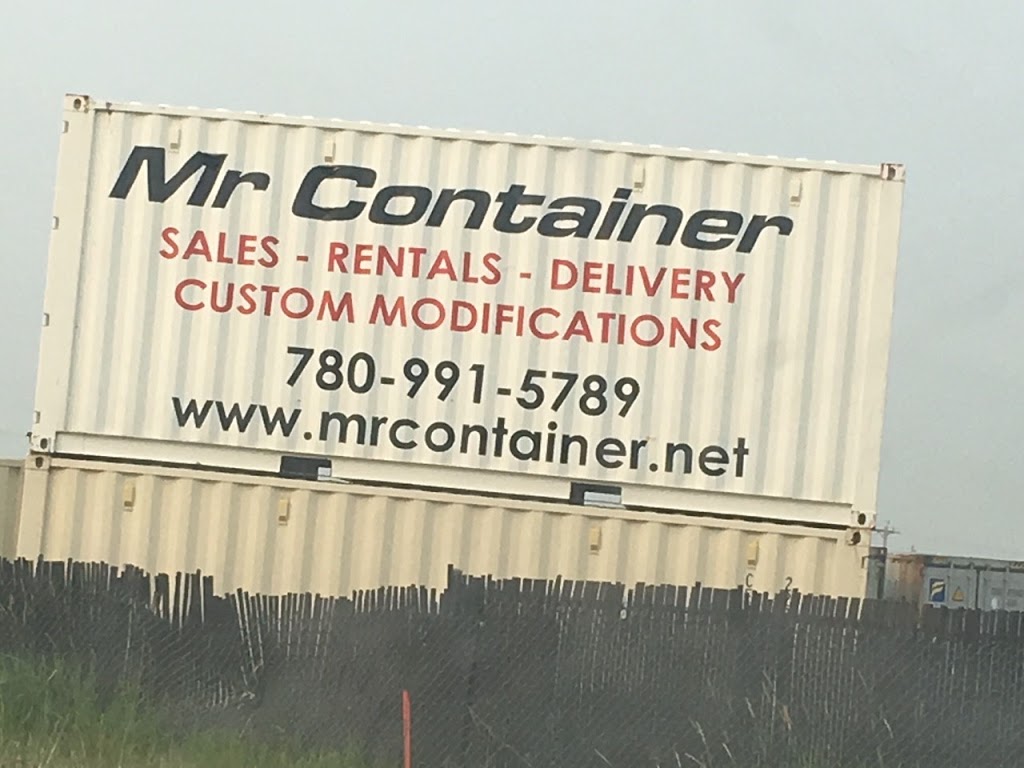 Mr Container
SALES - RENTALS - DELIVERY
CUSTOM MODIFICATIONS
780-991-5789
www.mrcontainer.net